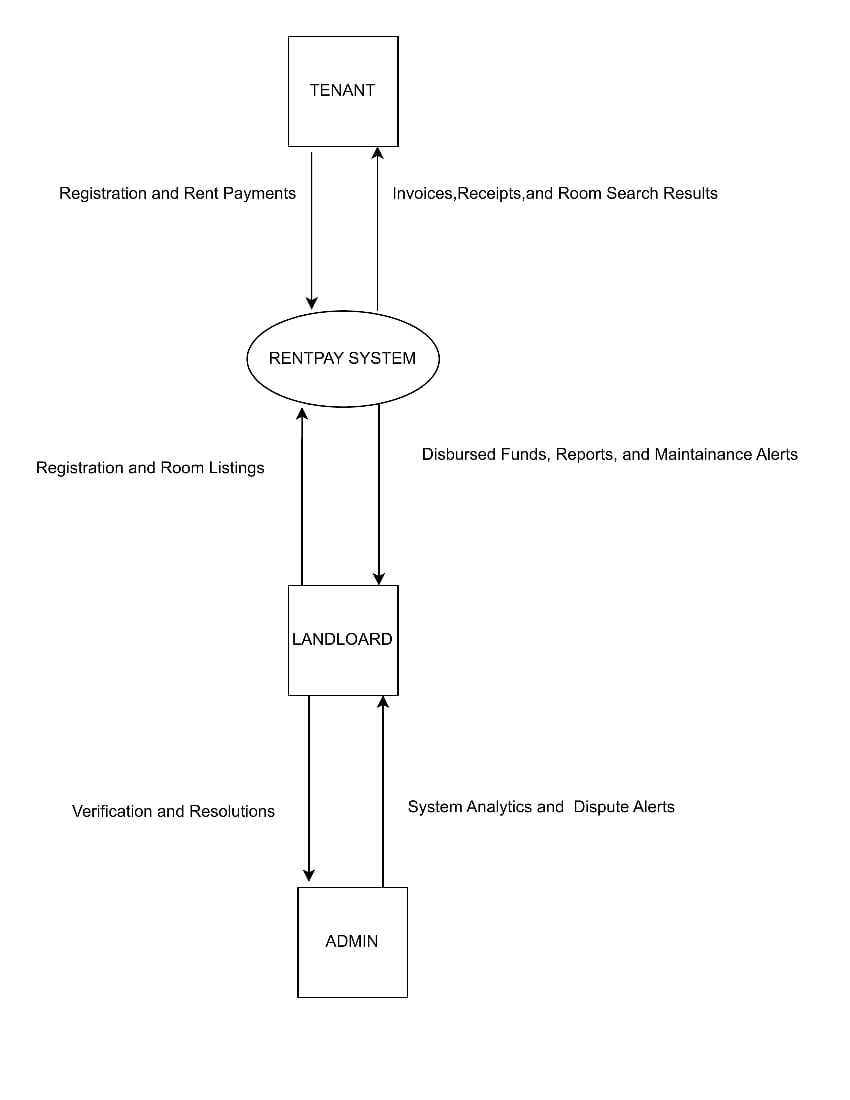 TENANT
Registration and Rent Payments
Invoices,Receipts,and Room Search Results
RENTPAY SYSTEM
Registration and Room Listings
Disbursed Funds, Reports, and Maintainance Alerts
LANDLOARD
Verification and Resolutions
System Analytics and  Dispute Alerts
ADMIN